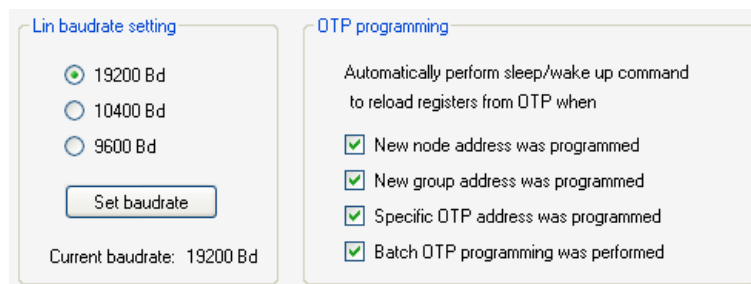 Lin baudrate setting
19200 Bd
10400 Bd
9600 Bd
Set baudrate
Current baudrate: 19200 Bd
OTP programming
Automatically perform sleep/wake up command
to reload registers from OTP when
New node address was programmed
New group address was programmed
Specific OTP address was programmed
Batch OTP programming was performed